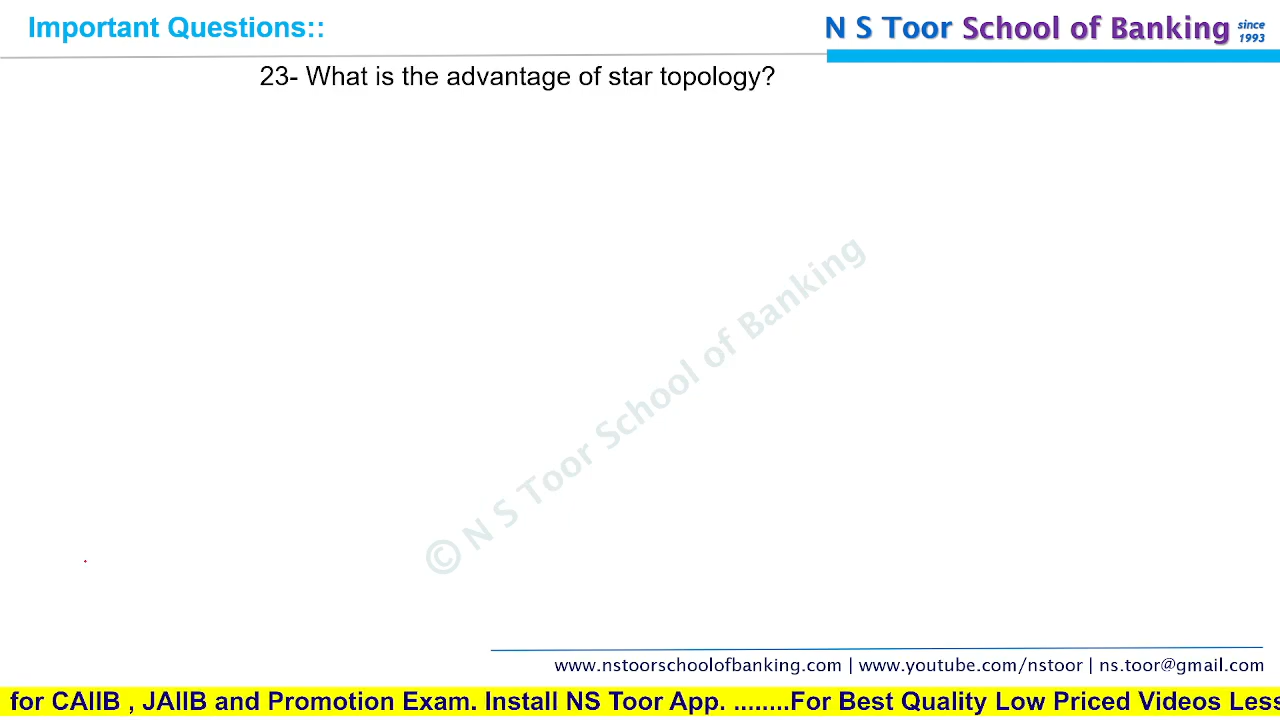 Important Questions::
N S Toor School of Banking since 1993
23- What is the advantage of star topology?
© N S Toor School of Banking
www.nstoorschoolofbanking.com | www.youtube.com/nstoor | ns.toor@gmail.com
for CAIIB , JAIIB and Promotion Exam. Install NS Toor App. ........For Best Quality Low Priced Videos Less